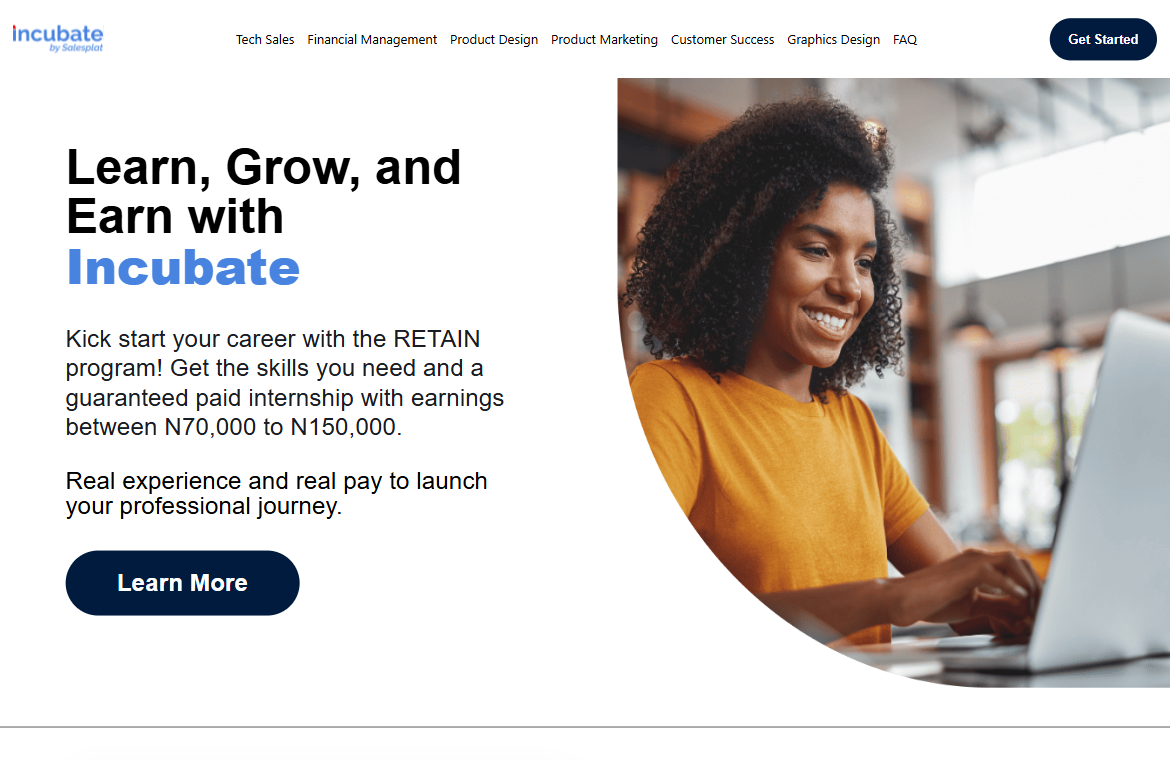 incubate
by Salesplat
Tech Sales Financial Management Product Design Product Marketing Customer Success Graphics Design FAQ
Get Started
Learn, Grow, and
Earn with
Incubate
Kick start your career with the RETAIN
program! Get the skills you need and a
guaranteed paid internship with earnings
between N70,000 to N150,000.
Real experience and real pay to launch
your professional journey.
Learn More